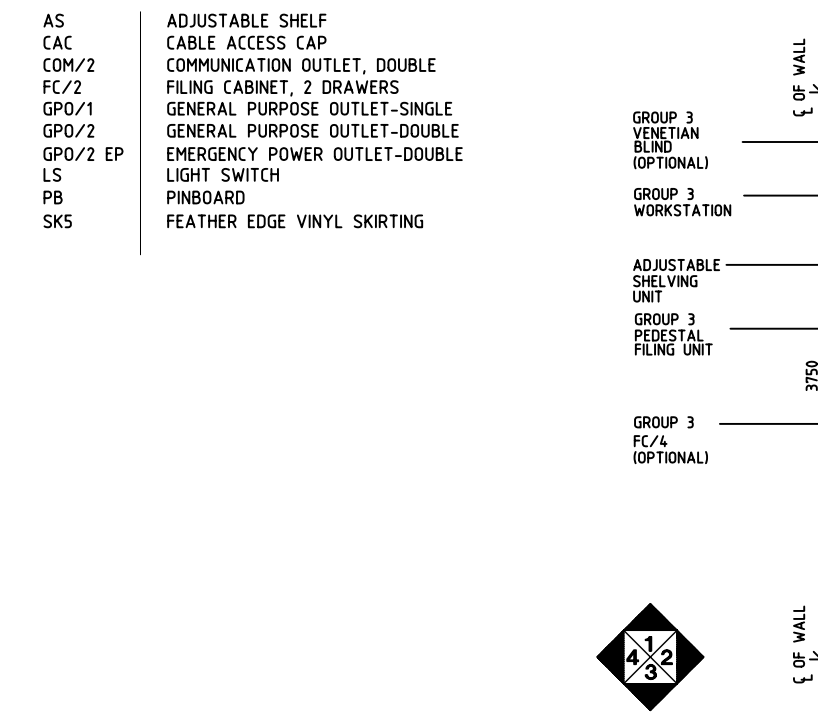 AS ADJUSTABLE SHELF
CAC CABLE ACCESS CAP
COM/2 COMMUNICATION OUTLET, DOUBLE
FC/2 FILING CABINET, 2 DRAWERS
GPO/1 GENERAL PURPOSE OUTLET-SINGLE
GPO/2 GENERAL PURPOSE OUTLET-DOUBLE
GPO/2 EP EMERGENCY POWER OUTLET-DOUBLE
LS LIGHT SWITCH
PB PINBOARD
SK5 FEATHER EDGE VINYL SKIRTING
℄ OF WALL
GROUP 3
VENETIAN
BLIND
(OPTIONAL)
GROUP 3
WORKSTATION
ADJUSTABLE
SHELVING
UNIT
GROUP 3
PEDESTAL
FILING UNIT
3750
GROUP 3
FC/4
(OPTIONAL)
℄ OF WALL
1
4 2
3